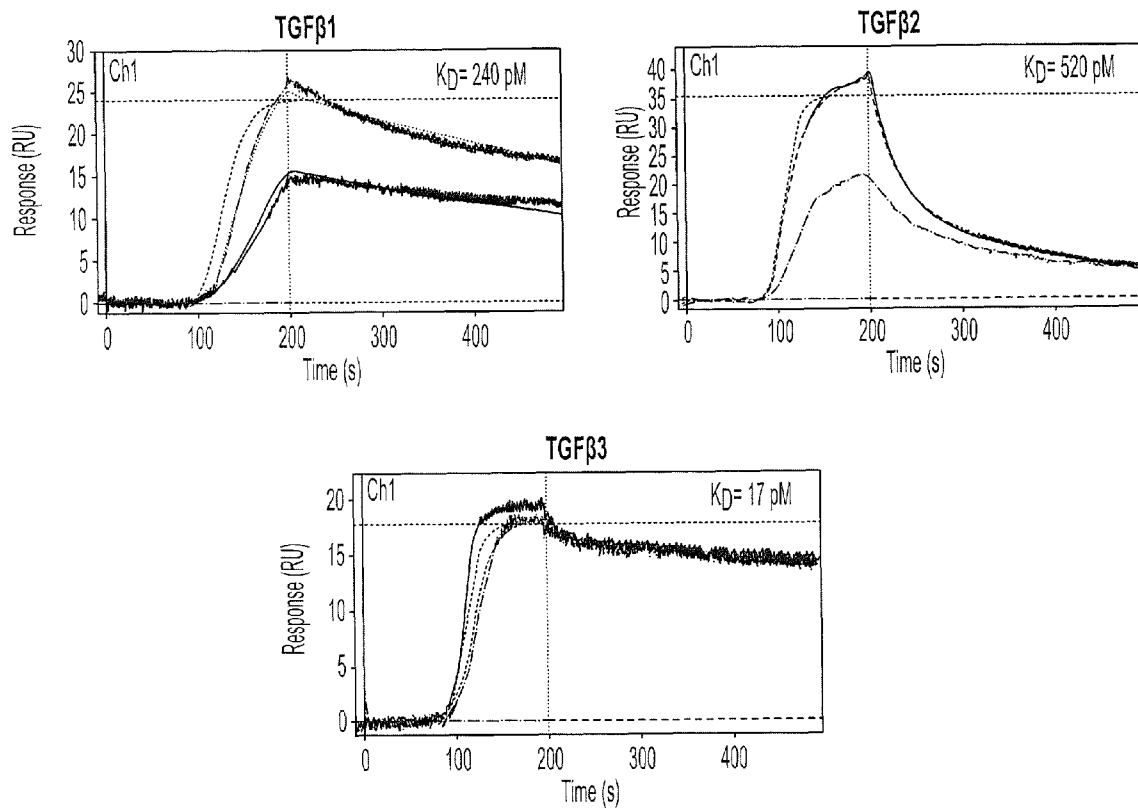 TGFβ1
30
25
20
15
10
5
0
Response (RU)
Ch1
KD= 240 pM
0 100 200 300 400
Time (s)
TGFβ2
40
35
30
25
20
15
10
5
0
Response (RU)
Ch1
KD= 520 pM
0 100 200 300 400
Time (s)
TGFβ3
20
15
10
5
0
Response (RU)
Ch1
KD= 17 pM
0 100 200 300 400
Time (s)